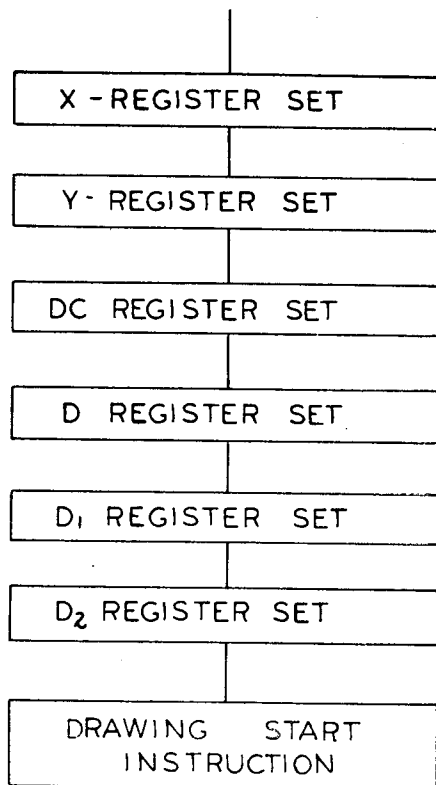 X - REGISTER SET
Y - REGISTER SET
DC REGISTER SET
D REGISTER SET
D₁ REGISTER SET
D₂ REGISTER SET
DRAWING START
INSTRUCTION